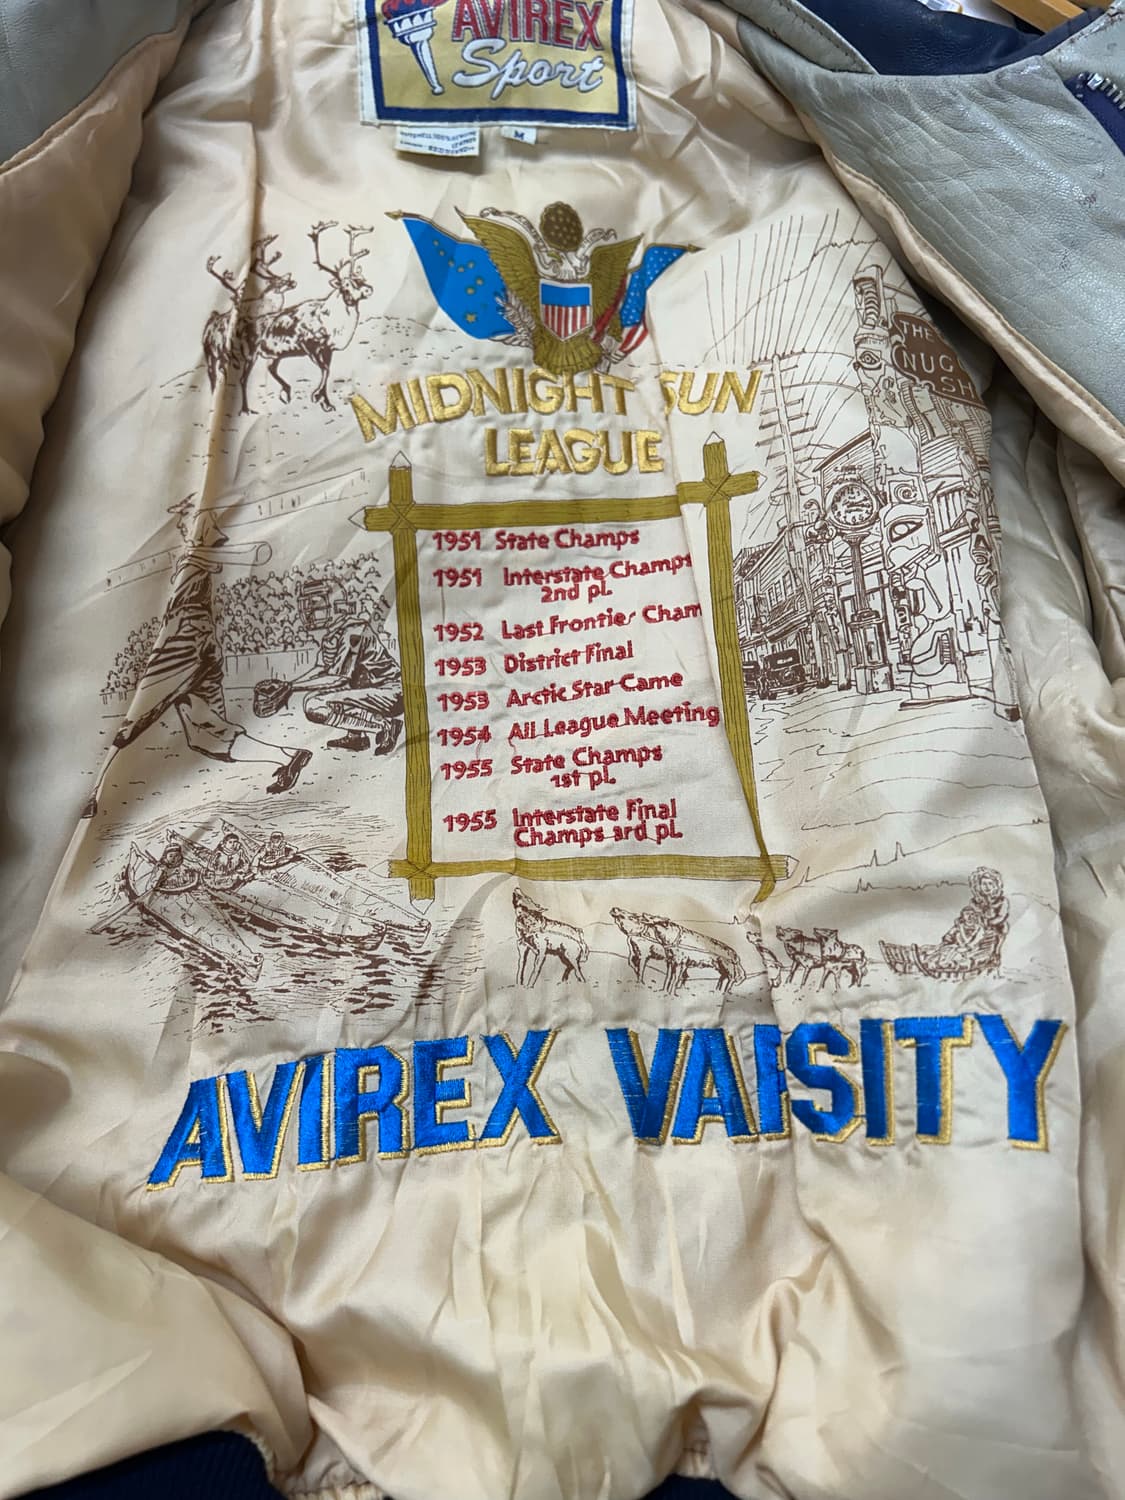 AVIREX
Sport
M
MIDNIGHT SUN
LEAGUE
THE
NUG
SH
1951 State Champs
1951 Interstate Champs
2nd pl.
1952 Last Frontier Cham
1953 District Final
1953 Arctic Star Came
1954 All League Meeting
1955 State Champs
1st pl.
1955 Interstate Final
Champs 3rd pl.
AVIREX VARSITY